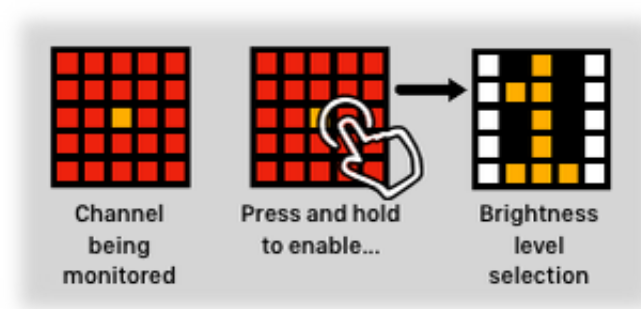 Channel
being
monitored
Press and hold
to enable...
Brightness
level
selection